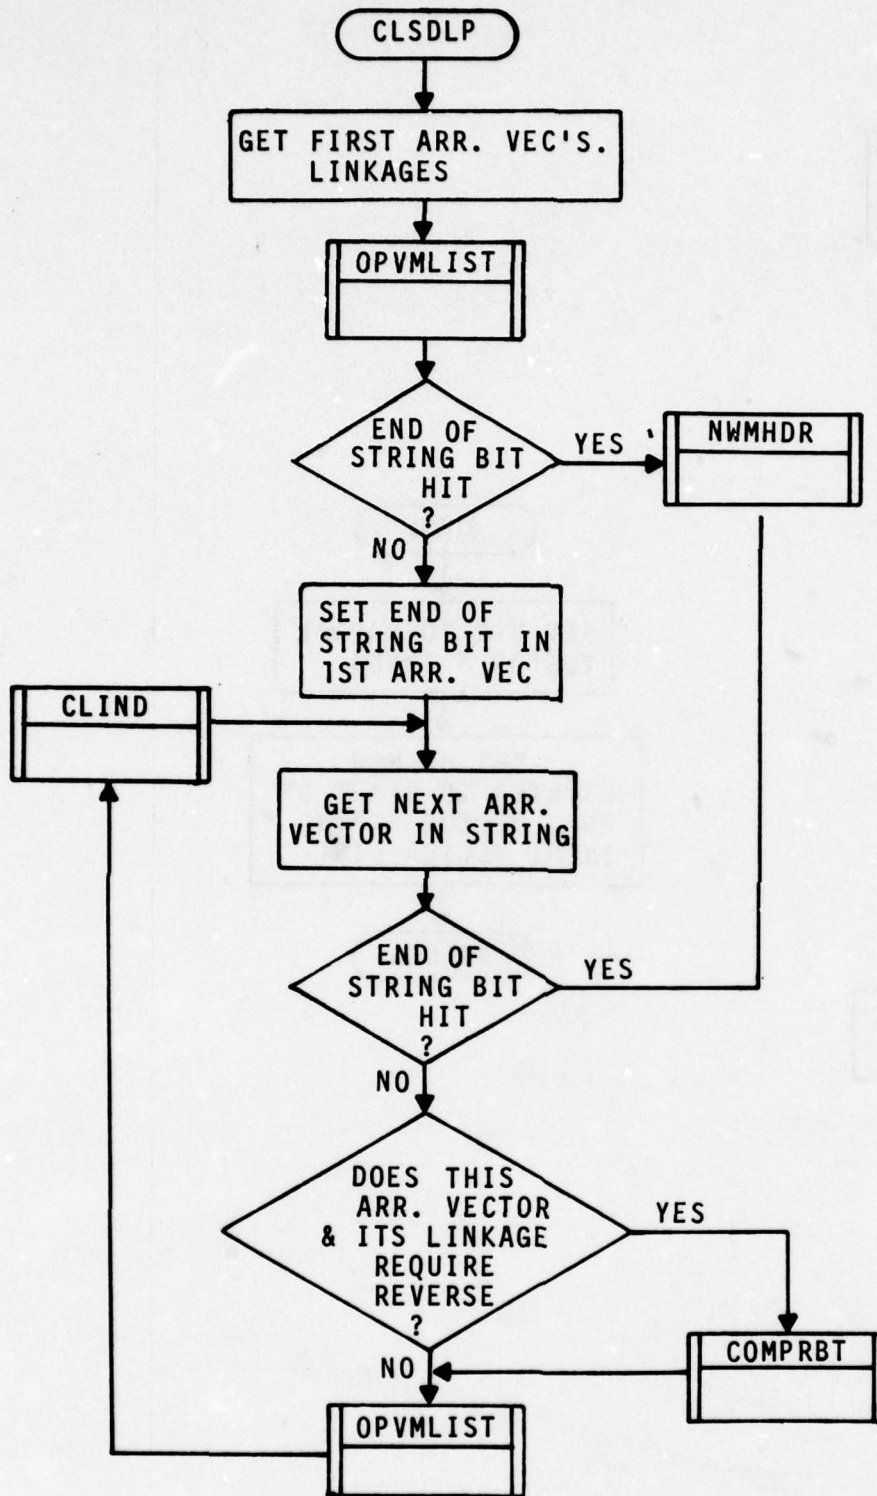 CLSDLP
GET FIRST ARR. VEC'S.
LINKAGES
OPVMLIST
END OF
STRING BIT
HIT
?
YES
NWMHDR
NO
SET END OF
STRING BIT IN
1ST ARR. VEC
CLIND
GET NEXT ARR.
VECTOR IN STRING
END OF
STRING BIT
HIT
?
YES
NO
DOES THIS
ARR. VECTOR
& ITS LINKAGE
REQUIRE
REVERSE
?
YES
COMPRBT
NO
OPVMLIST